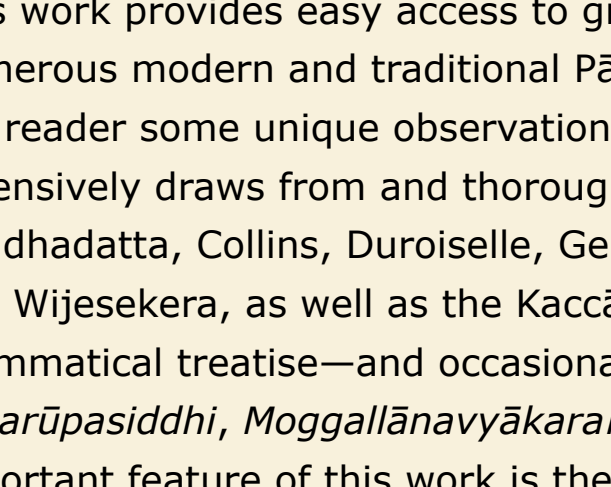 s work provides easy access to gr
nerous modern and traditional Pā
reader some unique observation
ensively draws from and thoroug
dhadatta, Collins, Duroiselle, Ge
Wijesekera, as well as the Kaccā
mmatical treatise—and occasiona
arūpasiddhi, Moggallānavyākaraṇ
ortant feature of this work is the